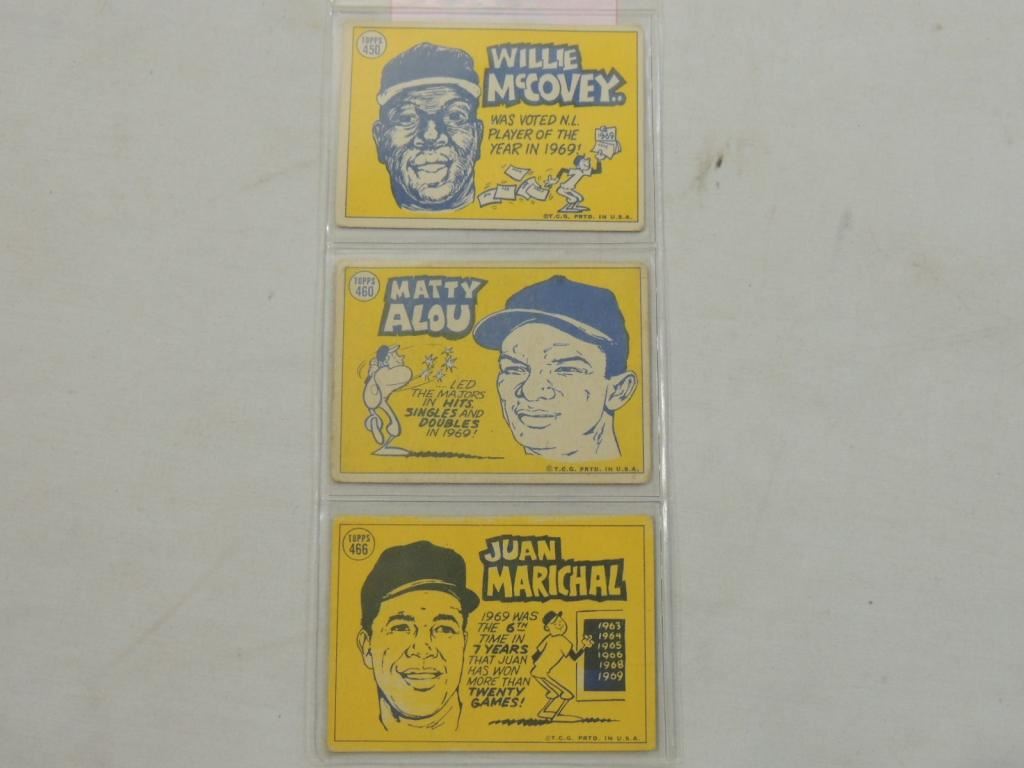 TOPPS
450
WILLIE
McCOVEY..
WAS VOTED N.L.
PLAYER OF THE
YEAR IN 1969!
1969
©T.C.G. PRTD. IN U.S.A.
TOPPS
460
MATTY
ALOU
....LED
THE MAJORS
IN HITS,
SINGLES AND
DOUBLES
IN 1969!
©T.C.G. PRTD. IN U.S.A.
TOPPS
466
JUAN
MARICHAL
1969 WAS
THE 6TH
TIME IN
7 YEARS
THAT JUAN
HAS WON
MORE THAN
TWENTY
GAMES!
1963
1964
1965
1966
1968
1969
©T.C.G. PRTD. IN U.S.A.